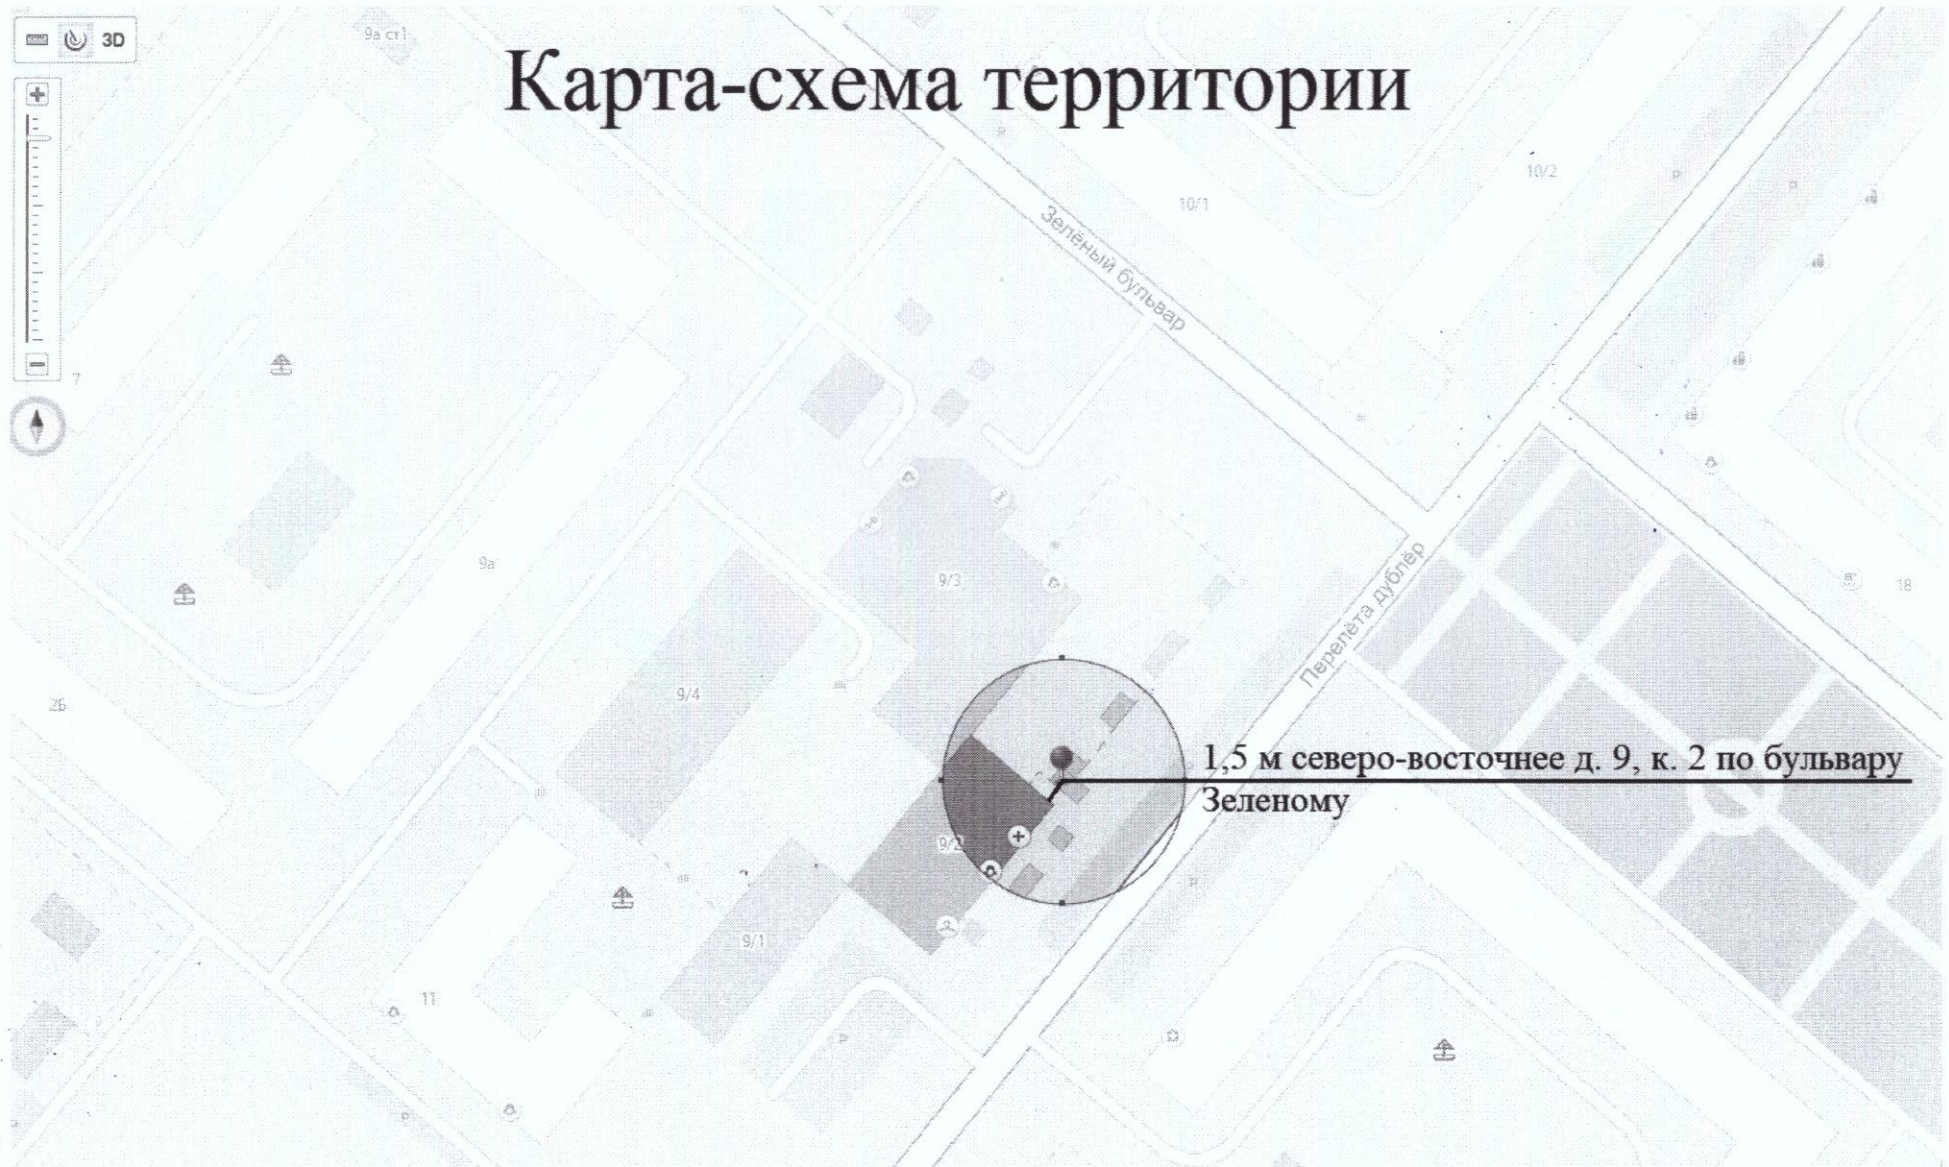 3D
9а ст1
Карта-схема территории
10/2
10/1
Зелёный бульвар
7
9а
9/3
18
Перелёта дублёр
9/4
2Б
1,5 м северо-восточнее д. 9, к. 2 по бульвару
Зеленому
9/2
9/1
11